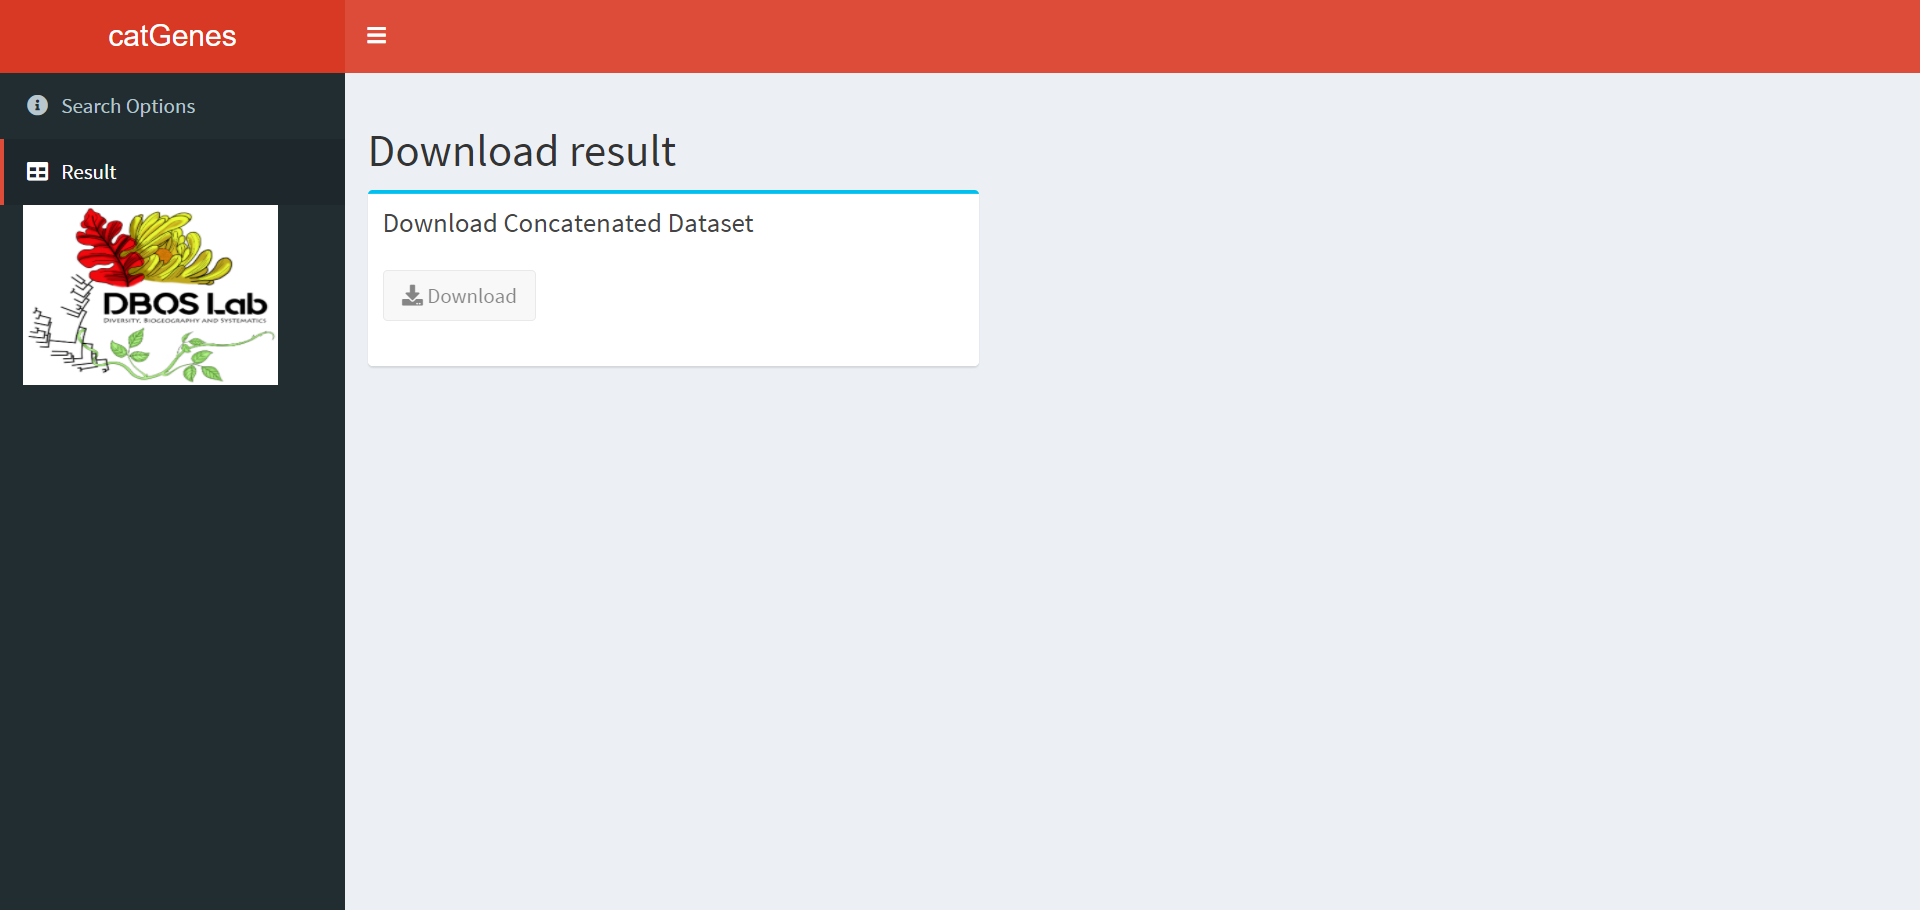 catGenes
Search Options
Result
DBOS Lab
DIVERSITY, BIOGEOGRAPHY AND SYSTEMATICS
Download result
Download Concatenated Dataset
Download